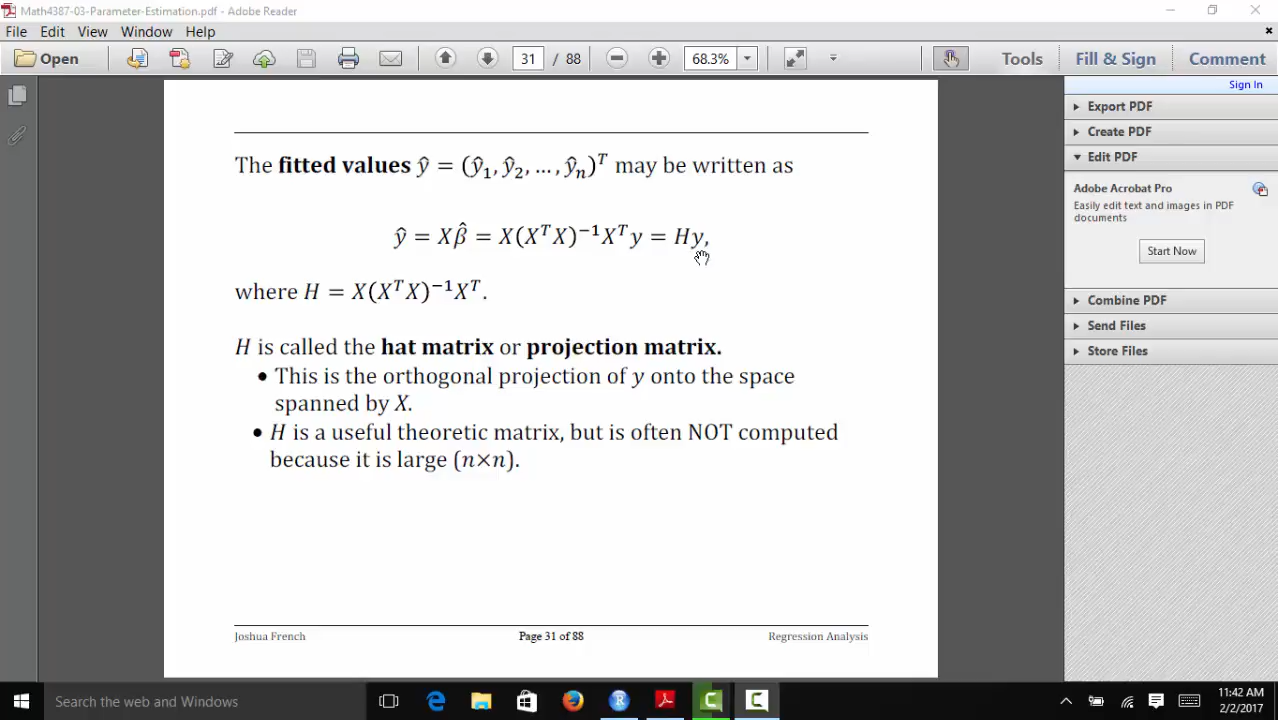 Math4387-03-Parameter-Estimation.pdf - Adobe Reader
File Edit View Window Help
Open 31 / 88 68.3% Tools Fill & Sign Comment
Sign In
Export PDF
Create PDF
Edit PDF
Adobe Acrobat Pro
Easily edit text and images in PDF
documents
Start Now
Combine PDF
Send Files
Store Files
The fitted values ŷ = (ŷ₁, ŷ₂, … , ŷₙ)ᵀ may be written as
ŷ = Xβ̂ = X(XᵀX)⁻¹Xᵀy = Hy,
where H = X(XᵀX)⁻¹Xᵀ.
H is called the hat matrix or projection matrix.
• This is the orthogonal projection of y onto the space
spanned by X.
• H is a useful theoretic matrix, but is often NOT computed
because it is large (n×n).
Joshua French Page 31 of 88 Regression Analysis
Search the web and Windows
11:42 AM
2/2/2017